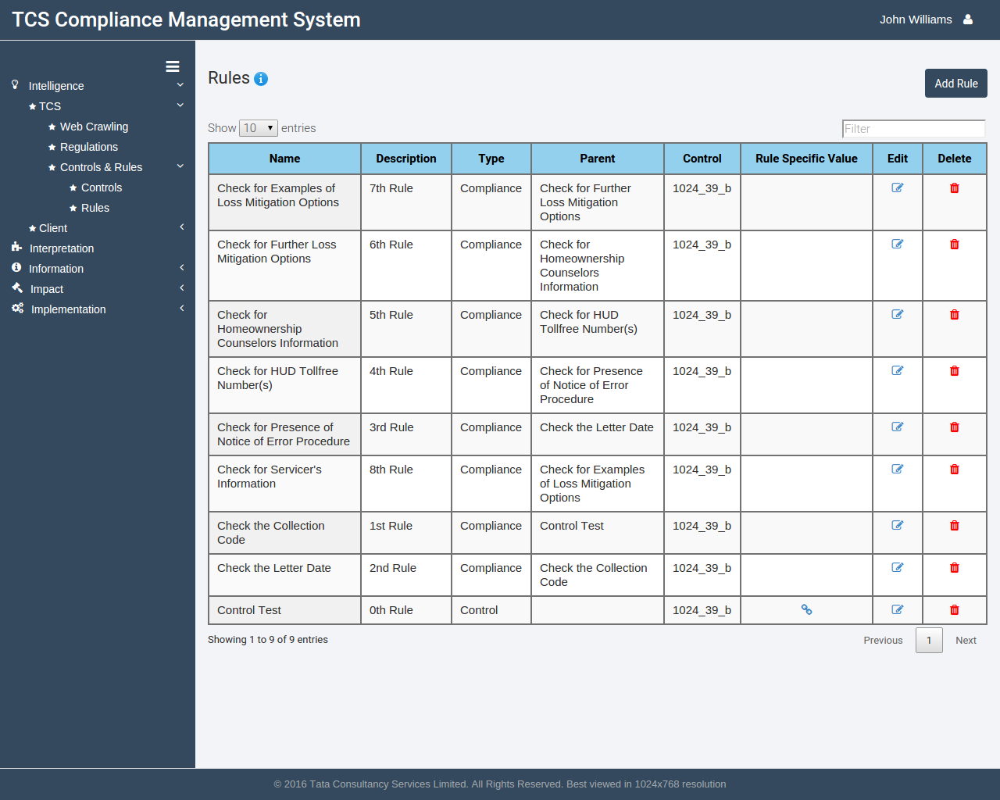 TCS Compliance Management System
John Williams
Intelligence
TCS
Web Crawling
Regulations
Controls & Rules
Controls
Rules
Client
Interpretation
Information
Impact
Implementation
Rules
Add Rule
Show 10 entries
Filter
Name Description Type Parent Control Rule Specific Value Edit Delete
Check for Examples of 7th Rule Compliance Check for Further 1024_39_b
Loss Mitigation Options Loss Mitigation
Options
Check for Further Loss 6th Rule Compliance Check for 1024_39_b
Mitigation Options Homeownership
Counselors
Information
Check for 5th Rule Compliance Check for HUD 1024_39_b
Homeownership Tollfree Number(s)
Counselors Information
Check for HUD Tollfree 4th Rule Compliance Check for Presence 1024_39_b
Number(s) of Notice of Error
Procedure
Check for Presence of 3rd Rule Compliance Check the Letter Date 1024_39_b
Notice of Error Procedure
Check for Servicer's 8th Rule Compliance Check for Examples 1024_39_b
Information of Loss Mitigation
Options
Check the Collection 1st Rule Compliance Control Test 1024_39_b
Code
Check the Letter Date 2nd Rule Compliance Check the Collection 1024_39_b
Code
Control Test 0th Rule Control 1024_39_b
Showing 1 to 9 of 9 entries
Previous 1 Next
© 2016 Tata Consultancy Services Limited. All Rights Reserved. Best viewed in 1024x768 resolution